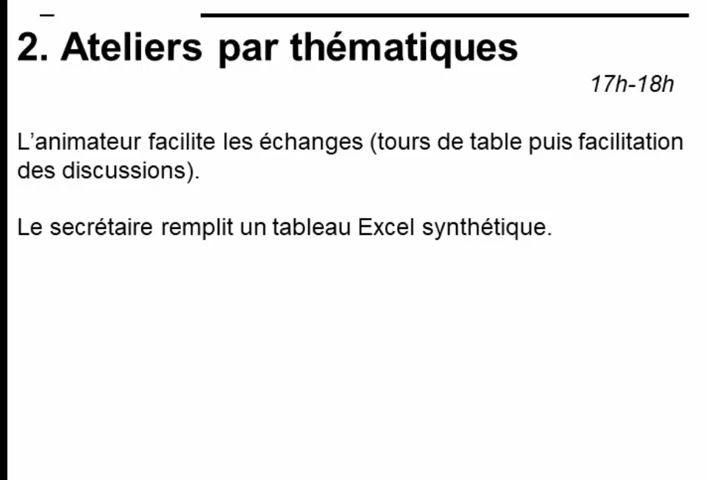 2. Ateliers par thématiques
17h-18h
L’animateur facilite les échanges (tours de table puis facilitation
des discussions).
Le secrétaire remplit un tableau Excel synthétique.